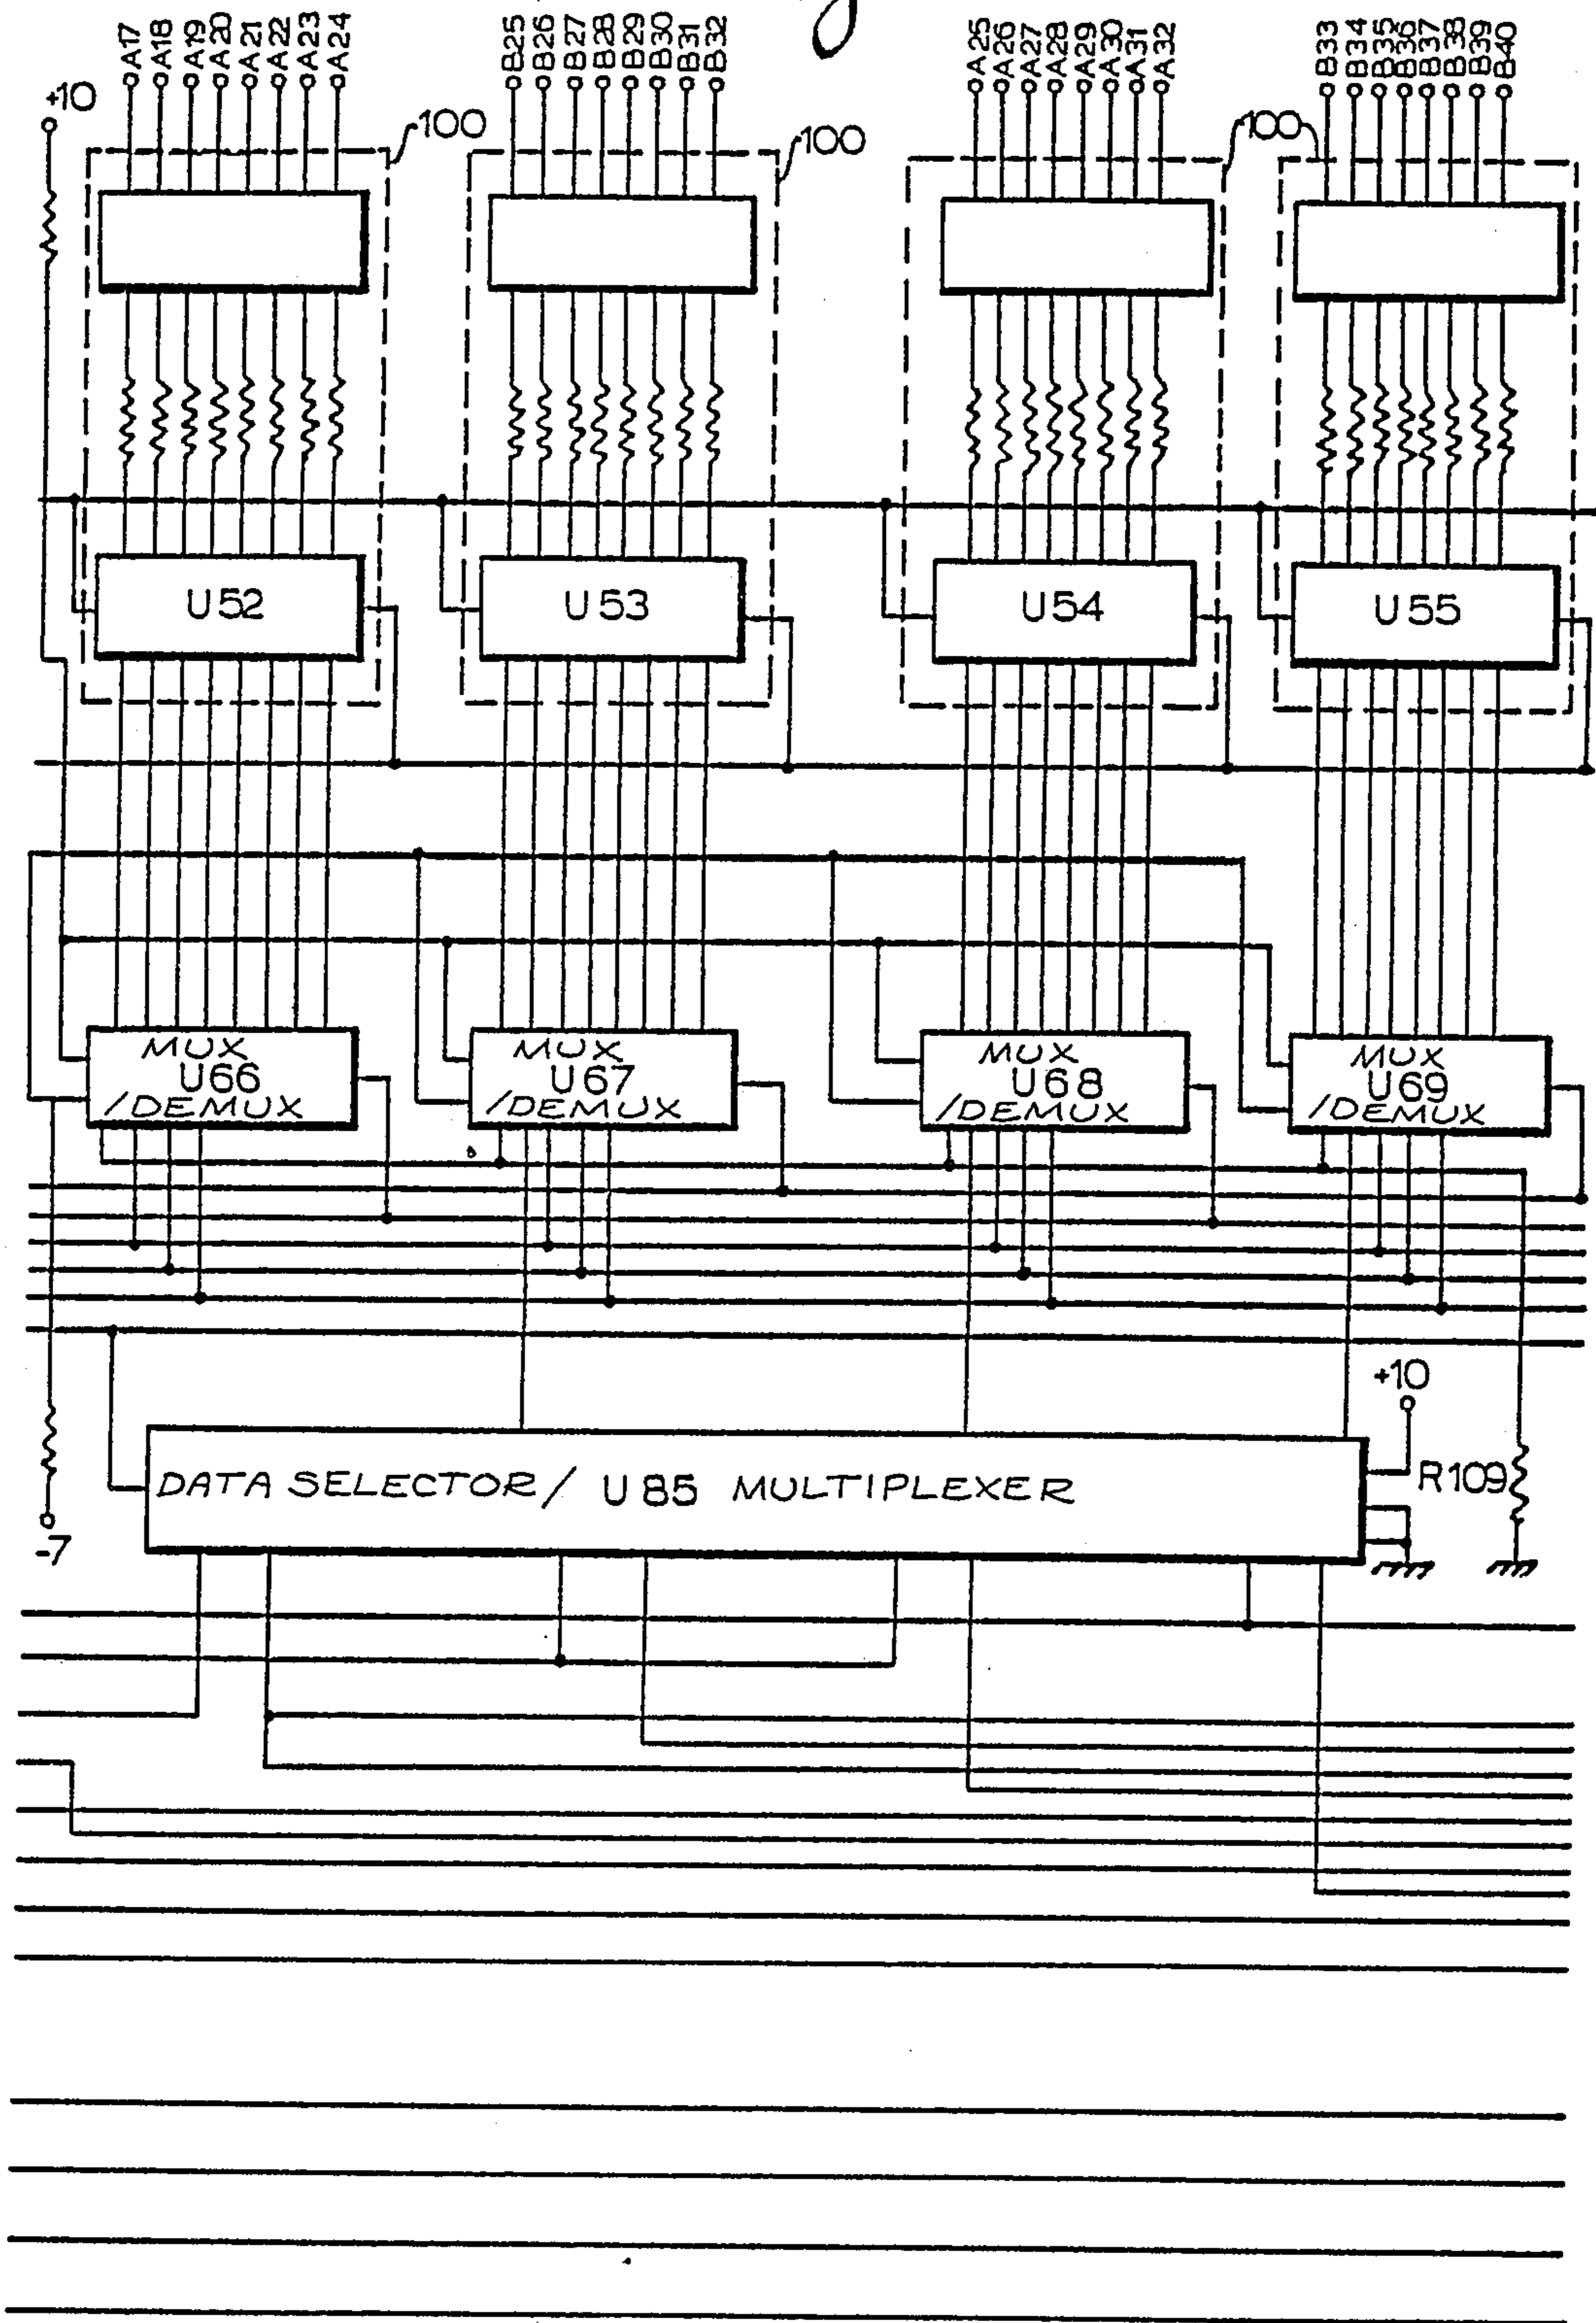 A17 A18 A19 A20 A21 A22 A23 A24
B25 B26 B27 B28 B29 B30 B31 B32
A25 A26 A27 A28 A29 A30 A31 A32
B33 B34 B35 B36 B37 B38 B39 B40
+10
100
100
100
U52
U53
U54
U55
MUX
U66
/DEMUX
MUX
U67
/DEMUX
MUX
U68
/DEMUX
MUX
U69
/DEMUX
+10
DATA SELECTOR/ U85 MULTIPLEXER
R109
-7